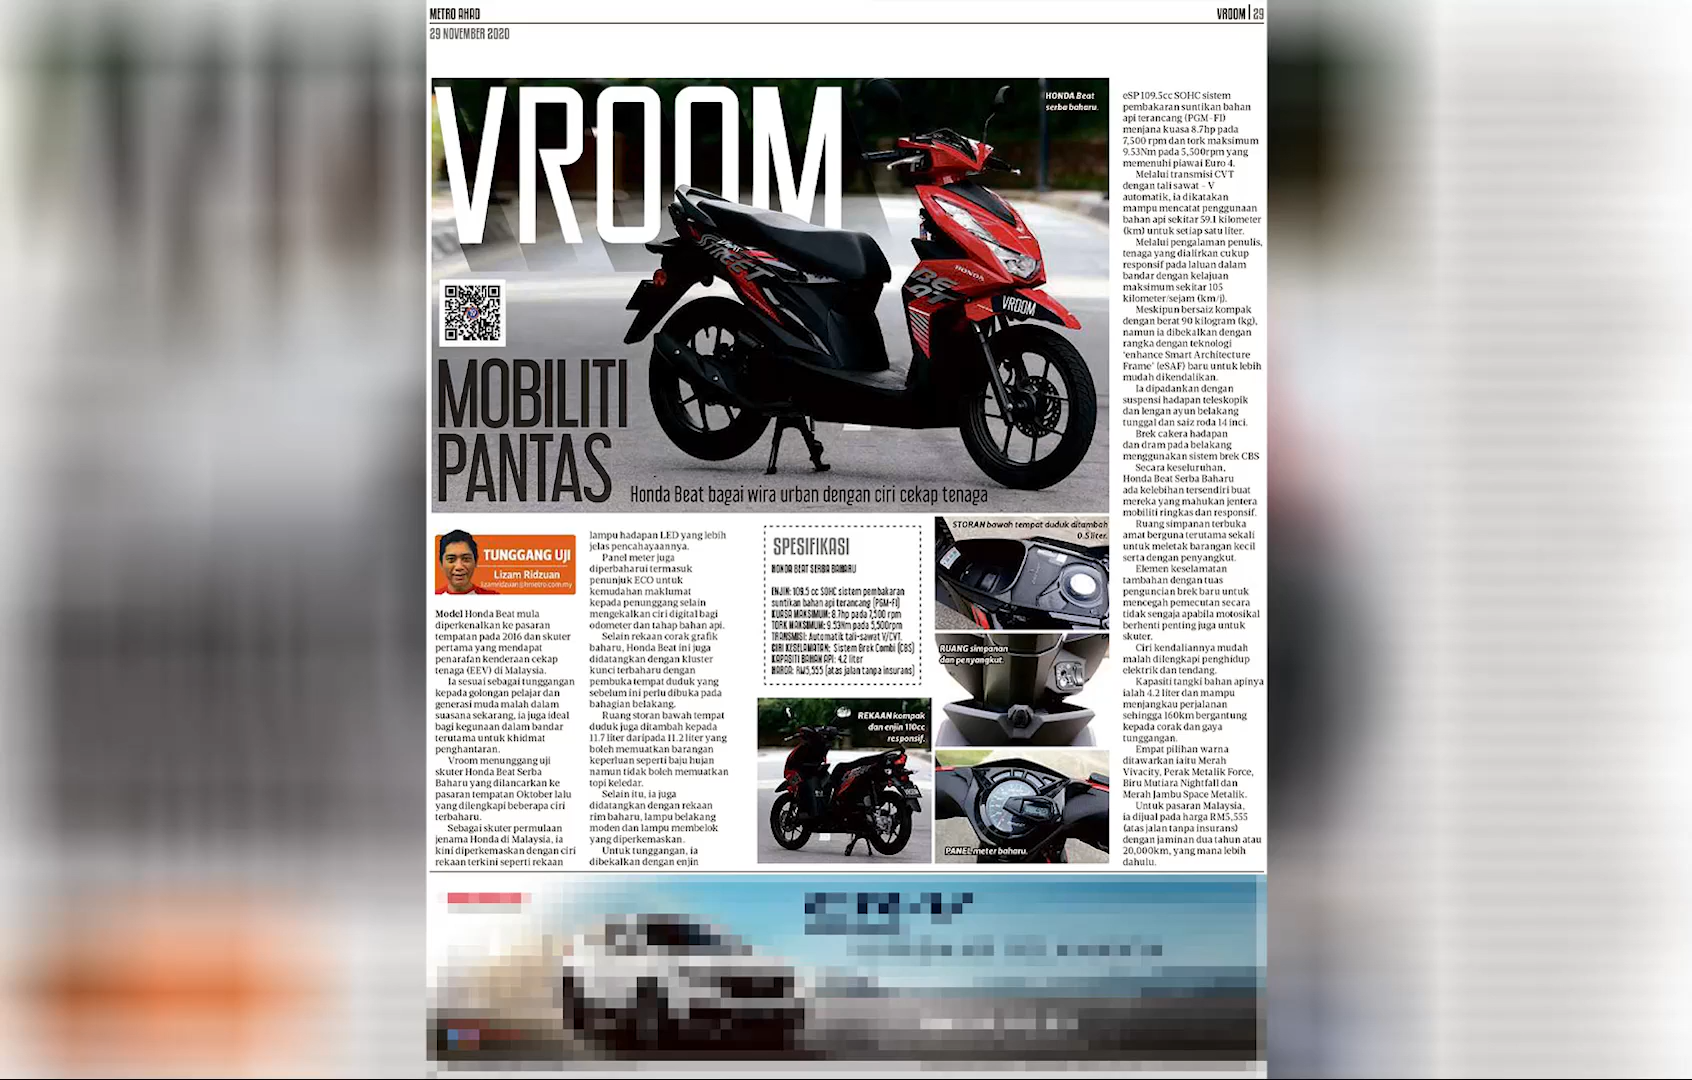 METRO AHAD
VROOM | 29
29 NOVEMBER 2020
VROOM
HONDA Beat
serba baharu.
STREET
HONDA
BEAT
VROOM
MOBILITI
PANTAS
Honda Beat bagai wira urban dengan ciri cekap tenaga
TUNGGANG UJI
Lizam Ridzuan
lizamridzuan@hmetro.com.my
Model Honda Beat mula
diperkenalkan ke pasaran
tempatan pada 2016 dan skuter
pertama yang mendapat
penarafan kenderaan cekap
tenaga (EEV) di Malaysia.
Ia sesuai sebagai tunggangan
kepada golongan pelajar dan
generasi muda malah dalam
suasana sekarang, ia juga ideal
bagi kegunaan dalam bandar
terutama untuk khidmat
penghantaran.
Vroom menunggang uji
skuter Honda Beat Serba
Baharu yang dilancarkan ke
pasaran tempatan Oktober lalu
yang dilengkapi beberapa ciri
terbaharu.
Sebagai skuter permulaan
jenama Honda di Malaysia, ia
kini diperkemaskan dengan ciri
rekaan terkini seperti rekaan
lampu hadapan LED yang lebih
jelas pencahayaannya.
Panel meter juga
diperbaharui termasuk
penunjuk ECO untuk
kemudahan maklumat
kepada penunggang selain
mengekalkan ciri digital bagi
odometer dan tahap bahan api.
Selain rekaan corak grafik
baharu, Honda Beat ini juga
didatangkan dengan kluster
kunci terbaharu dengan
pembuka tempat duduk yang
sebelum ini perlu dibuka pada
bahagian belakang.
Ruang storan bawah tempat
duduk juga ditambah kepada
11.7 liter daripada 11.2 liter yang
boleh memuatkan barangan
keperluan seperti baju hujan
namun tidak boleh memuatkan
topi keledar.
Selain itu, ia juga
didatangkan dengan rekaan
rim baharu, lampu belakang
moden dan lampu membelok
yang diperkemaskan.
Untuk tunggangan, ia
dibekalkan dengan enjin
SPESIFIKASI
HONDA BEAT SERBA BAHARU
ENJIN: 109.5 cc SOHC sistem pembakaran
suntikan bahan api terancang (PGM-FI)
KUASA MAKSIMUM: 8.7hp pada 7,500 rpm
TORK MAKSIMUM: 9.53Nm pada 5,500rpm
TRANSMISI: Automatik tali-sawat V/CVT.
CIRI KESELAMATAN: Sistem Brek Combi (CBS)
KAPASITI BAHAN API: 4.2 liter
HARGA: RM5,555 (atas jalan tanpa insurans)
REKAAN kompak
dan enjin 110cc
responsif.
STORAN bawah tempat duduk ditambah
0.5 liter.
RUANG simpanan
dan penyangkut.
PANEL meter baharu.
eSP 109.5cc SOHC sistem
pembakaran suntikan bahan
api terancang (PGM-FI)
menjana kuasa 8.7hp pada
7,500 rpm dan tork maksimum
9.53Nm pada 5,500rpm yang
memenuhi piawai Euro 4.
Melalui transmisi CVT
dengan tali sawat - V
automatik, ia dikatakan
mampu mencatat penggunaan
bahan api sekitar 59.1 kilometer
(km) untuk setiap satu liter.
Melalui pengalaman penulis,
tenaga yang dialirkan cukup
responsif pada laluan dalam
bandar dengan kelajuan
maksimum sekitar 105
kilometer/sejam (km/j).
Meskipun bersaiz kompak
dengan berat 90 kilogram (kg),
namun ia dibekalkan dengan
rangka dengan teknologi
'enhance Smart Architecture
Frame' (eSAF) baru untuk lebih
mudah dikendalikan.
Ia dipadankan dengan
suspensi hadapan teleskopik
dan lengan ayun belakang
tunggal dan saiz roda 14 inci.
Brek cakera hadapan
dan dram pada belakang
menggunakan sistem brek CBS
Secara keseluruhan,
Honda Beat Serba Baharu
ada kelebihan tersendiri buat
mereka yang mahukan jentera
mobiliti ringkas dan responsif.
Ruang simpanan terbuka
amat berguna terutama sekali
untuk meletak barangan kecil
serta dengan penyangkut.
Elemen keselamatan
tambahan dengan tuas
penguncian brek baru untuk
mencegah pemecutan secara
tidak sengaja apabila motosikal
berhenti penting juga untuk
skuter.
Ciri kendaliannya mudah
malah dilengkapi penghidup
elektrik dan tendang.
Kapasiti tangki bahan apinya
ialah 4.2 liter dan mampu
menjangkau perjalanan
sehingga 160km bergantung
kepada corak dan gaya
tunggangan.
Empat pilihan warna
ditawarkan iaitu Merah
Vivacity, Perak Metalik Force,
Biru Mutiara Nightfall dan
Merah Jambu Space Metalik.
Untuk pasaran Malaysia,
ia dijual pada harga RM5,555
(atas jalan tanpa insurans)
dengan jaminan dua tahun atau
20,000km, yang mana lebih
dahulu.